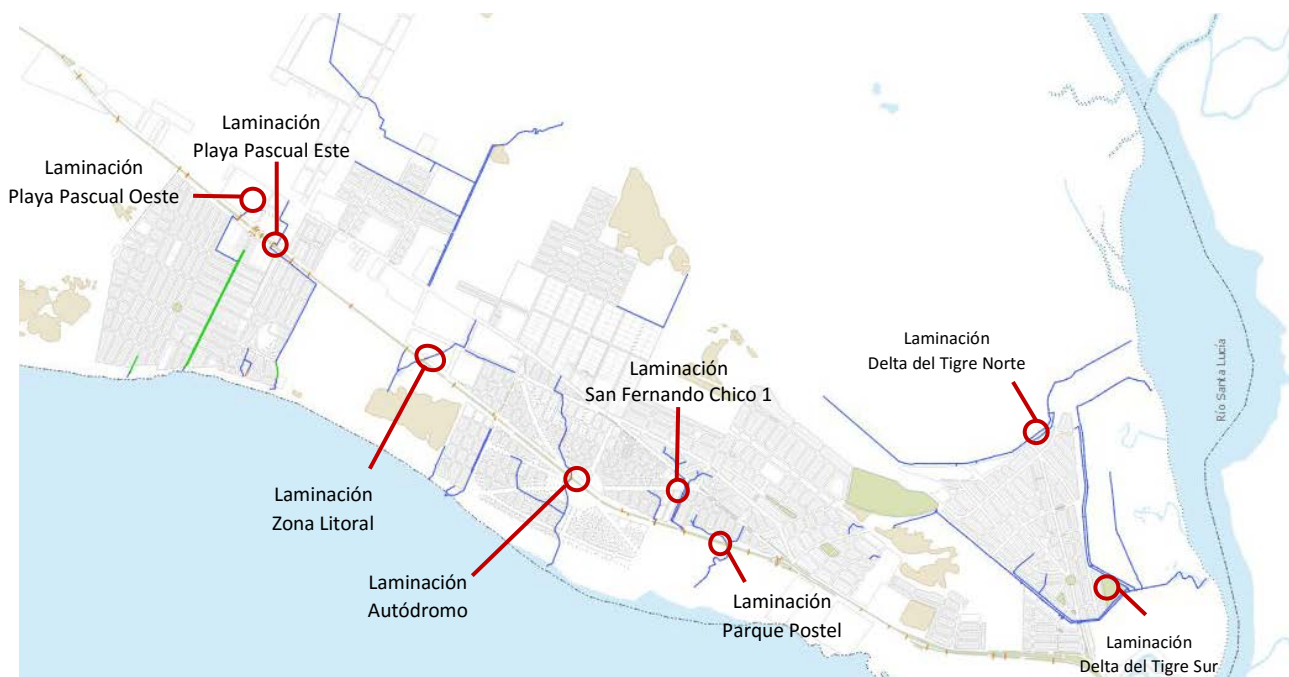 Laminación
Playa Pascual Este
Laminación
Playa Pascual Oeste
Laminación
Delta del Tigre Norte
Río Santa Lucía
Laminación
San Fernando Chico 1
Laminación
Zona Litoral
Laminación
Autódromo
Laminación
Parque Postel
Laminación
Delta del Tigre Sur